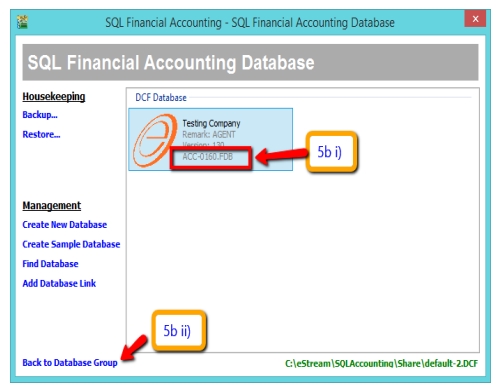 SQL Financial Accounting - SQL Financial Accounting Database
x
SQL Financial Accounting Database
Housekeeping
Backup...
Restore...
DCF Database
Testing Company
Remark: AGENT
Version: 130
ACC-0160.FDB
5b i)
Management
Create New Database
Create Sample Database
Find Database
Add Database Link
5b ii)
Back to Database Group
C:\eStream\SQLAccounting\Share\default-2.DCF